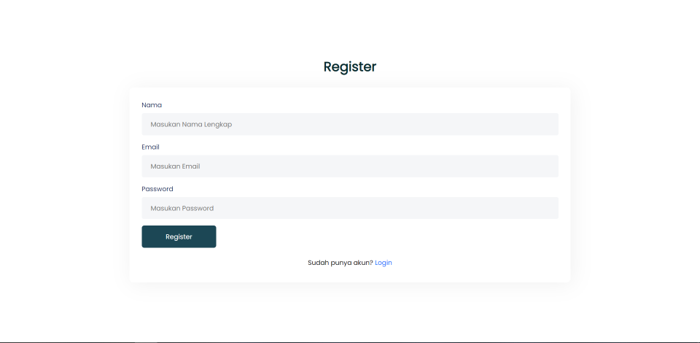 Register
Nama
Masukan Nama Lengkap
Email
Masukan Email
Password
Masukan Password
Register
Sudah punya akun? Login